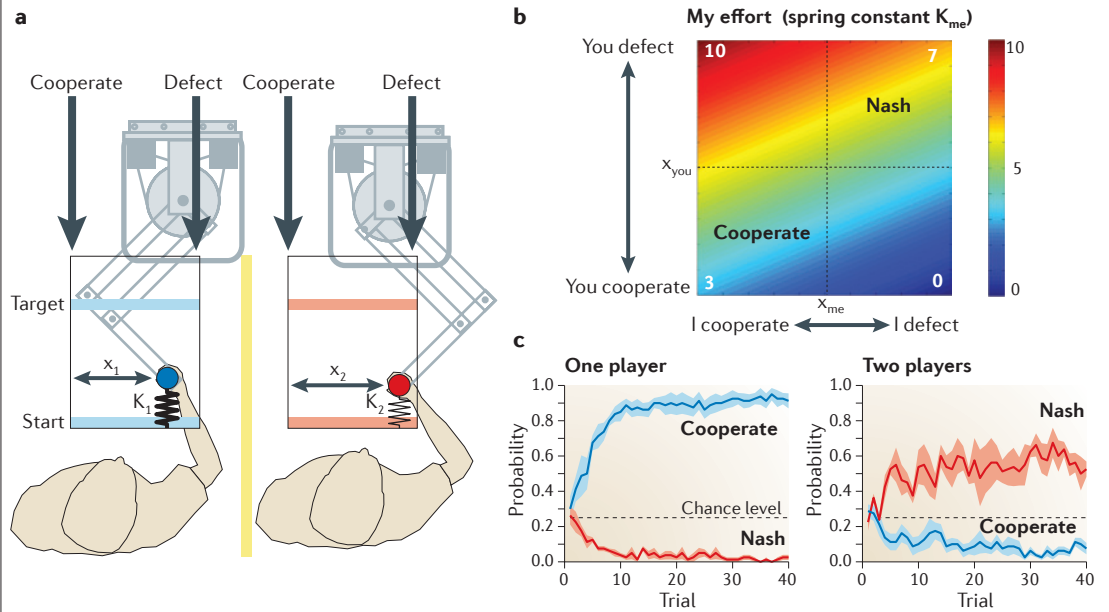 a
Cooperate
Defect
Cooperate
Defect
Target
x1
x2
K1
K2
Start
b
My effort (spring constant Kme)
You defect
10
7
10
Nash
xyou
5
Cooperate
You cooperate
3
0
0
xme
I cooperate
I defect
c
One player
Two players
Probability
1.0
0.8
0.6
0.4
0.2
0.0
Cooperate
Chance level
Nash
0
10
20
30
40
Trial
Probability
1.0
0.8
0.6
0.4
0.2
0.0
Nash
Cooperate
0
10
20
30
40
Trial